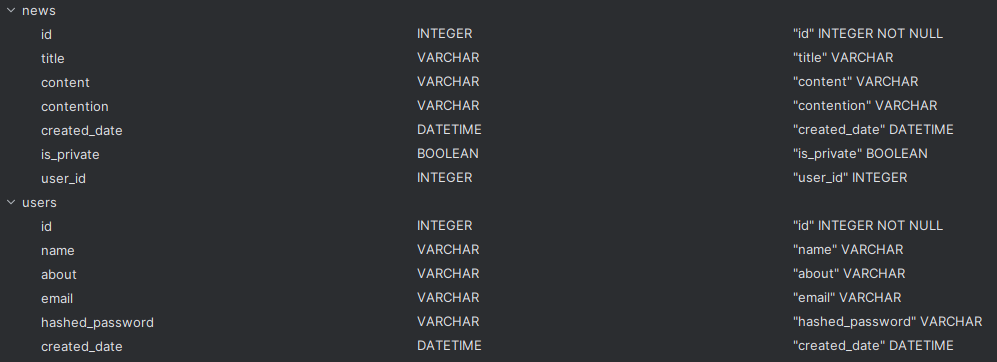 news
id INTEGER "id" INTEGER NOT NULL
title VARCHAR "title" VARCHAR
content VARCHAR "content" VARCHAR
contention VARCHAR "contention" VARCHAR
created_date DATETIME "created_date" DATETIME
is_private BOOLEAN "is_private" BOOLEAN
user_id INTEGER "user_id" INTEGER
users
id INTEGER "id" INTEGER NOT NULL
name VARCHAR "name" VARCHAR
about VARCHAR "about" VARCHAR
email VARCHAR "email" VARCHAR
hashed_password VARCHAR "hashed_password" VARCHAR
created_date DATETIME "created_date" DATETIME